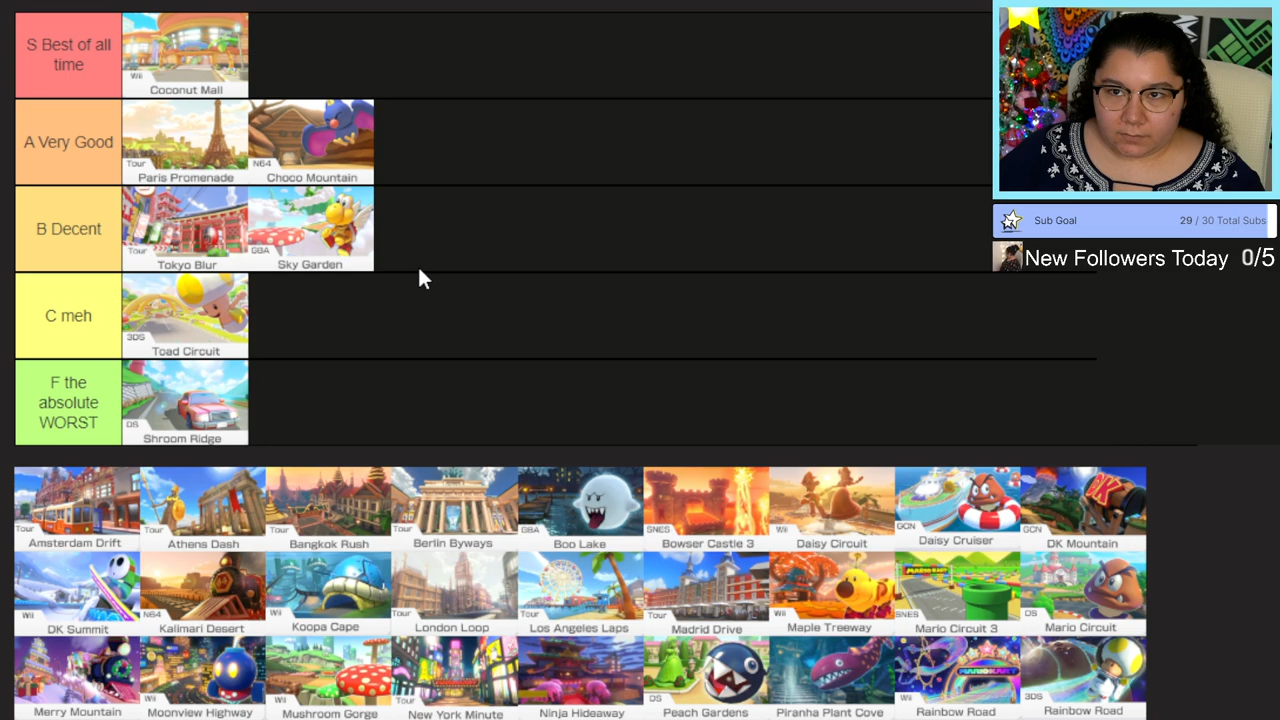 S Best of all
time
Wii
Coconut Mall
A Very Good
Tour
Paris Promenade
N64
Choco Mountain
B Decent
Tour
Tokyo Blur
GBA
Sky Garden
C meh
3DS
Toad Circuit
F the
absolute
WORST
DS
Shroom Ridge
Sub Goal
29 / 30 Total Subs
New Followers Today 0/5
Tour
Amsterdam Drift
Tour
Athens Dash
Tour
Bangkok Rush
Tour
Berlin Byways
GBA
Boo Lake
SNES
Bowser Castle 3
Wii
Daisy Circuit
GCN
Daisy Cruiser
GCN
DK
DK Mountain
Wii
DK Summit
N64
Kalimari Desert
Wii
Koopa Cape
Tour
London Loop
Tour
Los Angeles Laps
Tour
Madrid Drive
Wii
Maple Treeway
MARIO KART
SNES
Mario Circuit 3
DS
Mario Circuit
Merry Mountain
Wii
Moonview Highway
Wii
Mushroom Gorge
Tour
New York Minute
Ninja Hideaway
DS
Peach Gardens
Piranha Plant Cove
MARIO KART
Wii
Rainbow Road
3DS
Rainbow Road